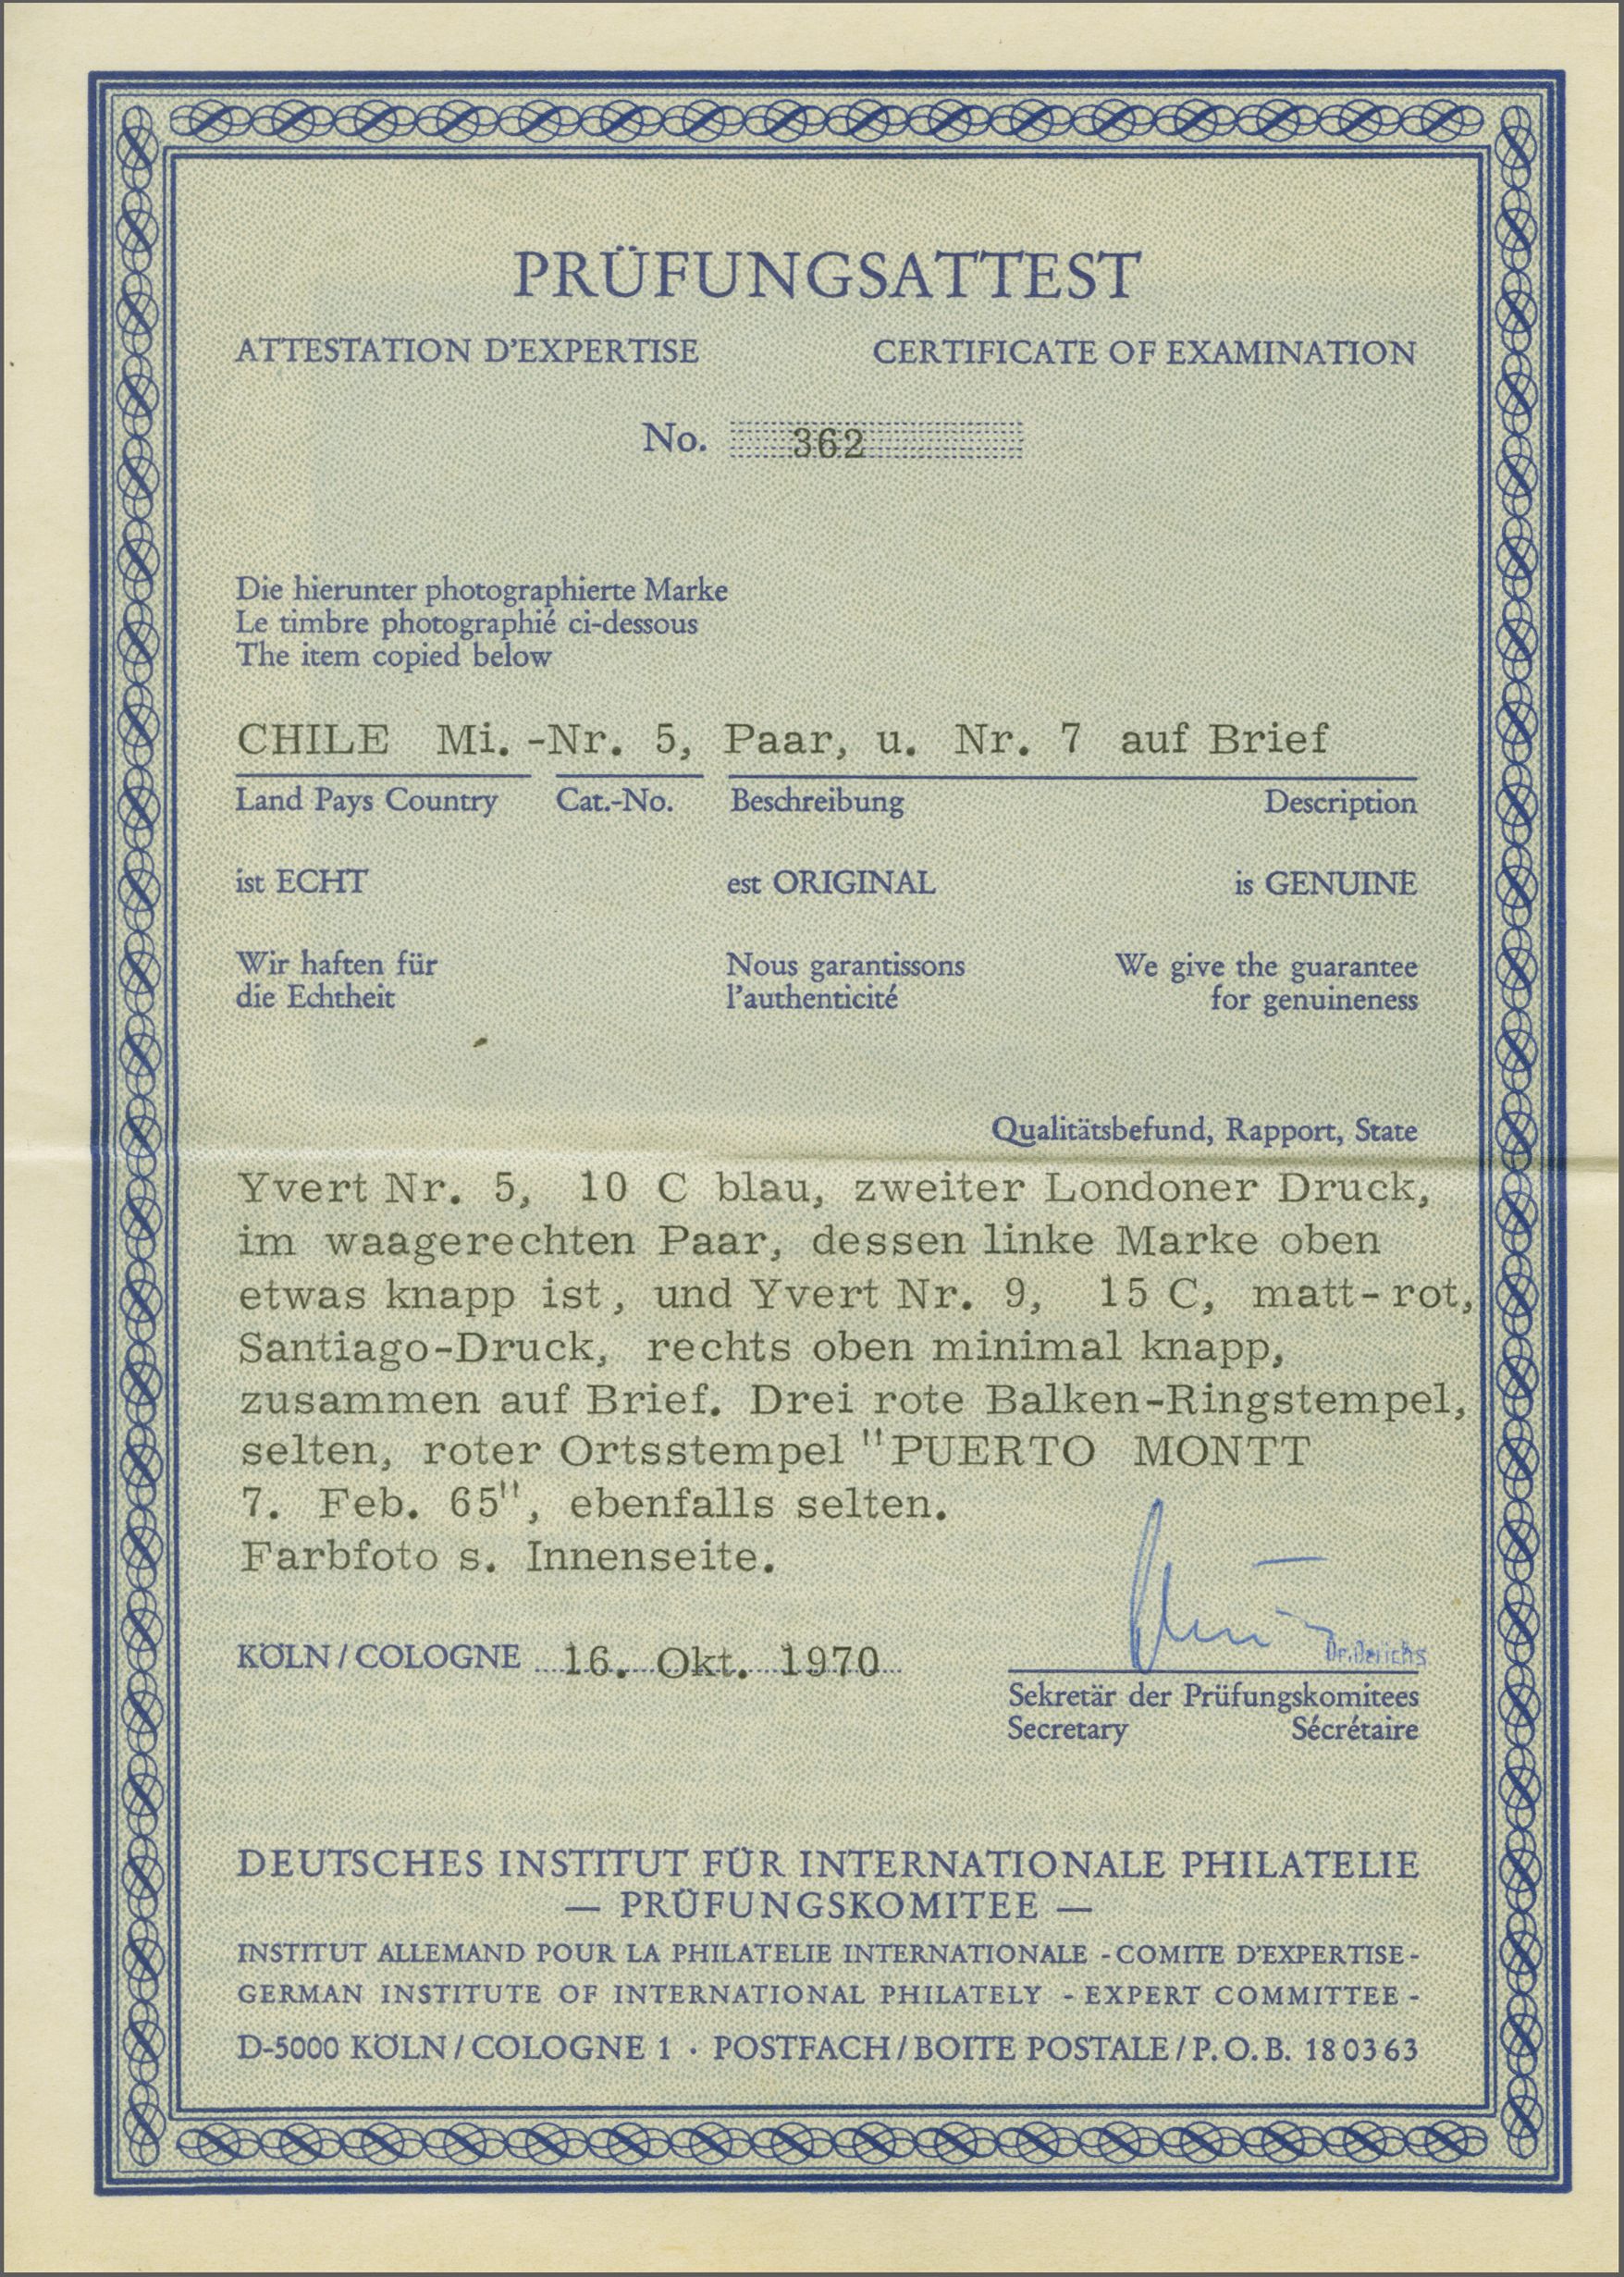 PRÜFUNGSATTEST
ATTESTATION D'EXPERTISE CERTIFICATE OF EXAMINATION
No. 362
Die hierunter photographierte Marke
Le timbre photographié ci-dessous
The item copied below
CHILE Mi.-Nr. 5, Paar, u. Nr. 7 auf Brief
Land Pays Country Cat.-No. Beschreibung Description
ist ECHT est ORIGINAL is GENUINE
Wir haften für Nous garantissons We give the guarantee
die Echtheit l'authenticité for genuineness
Qualitätsbefund, Rapport, State
Yvert Nr. 5, 10 C blau, zweiter Londoner Druck,
im waagerechten Paar, dessen linke Marke oben
etwas knapp ist, und Yvert Nr. 9, 15 C, matt-rot,
Santiago-Druck, rechts oben minimal knapp,
zusammen auf Brief. Drei rote Balken-Ringstempel,
selten, roter Ortsstempel "PUERTO MONTT
7. Feb. 65", ebenfalls selten.
Farbfoto s. Innenseite.
Dr. Derichs
KÖLN / COLOGNE 16. Okt. 1970
Sekretär der Prüfungskomitees
Secretary Sécrétaire
DEUTSCHES INSTITUT FÜR INTERNATIONALE PHILATELIE
— PRÜFUNGSKOMITEE —
INSTITUT ALLEMAND POUR LA PHILATELIE INTERNATIONALE - COMITE D'EXPERTISE -
GERMAN INSTITUTE OF INTERNATIONAL PHILATELY - EXPERT COMMITTEE -
D-5000 KÖLN / COLOGNE 1 · POSTFACH / BOITE POSTALE / P. O. B. 180363